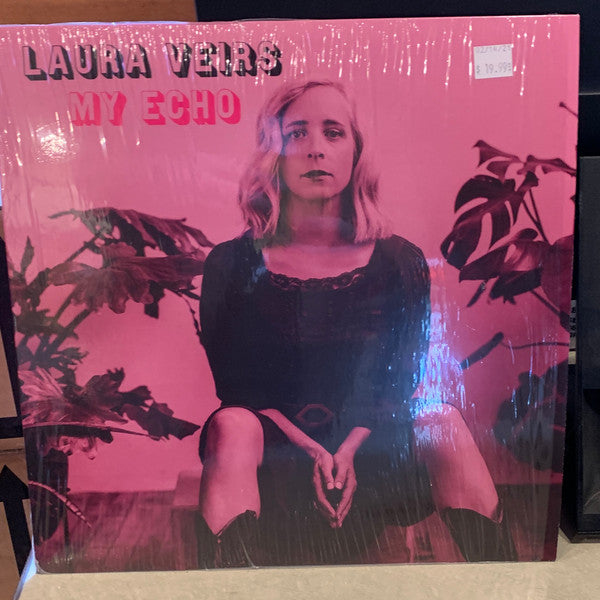 LAURA VEIRS
MY ECHO
$ 19.99